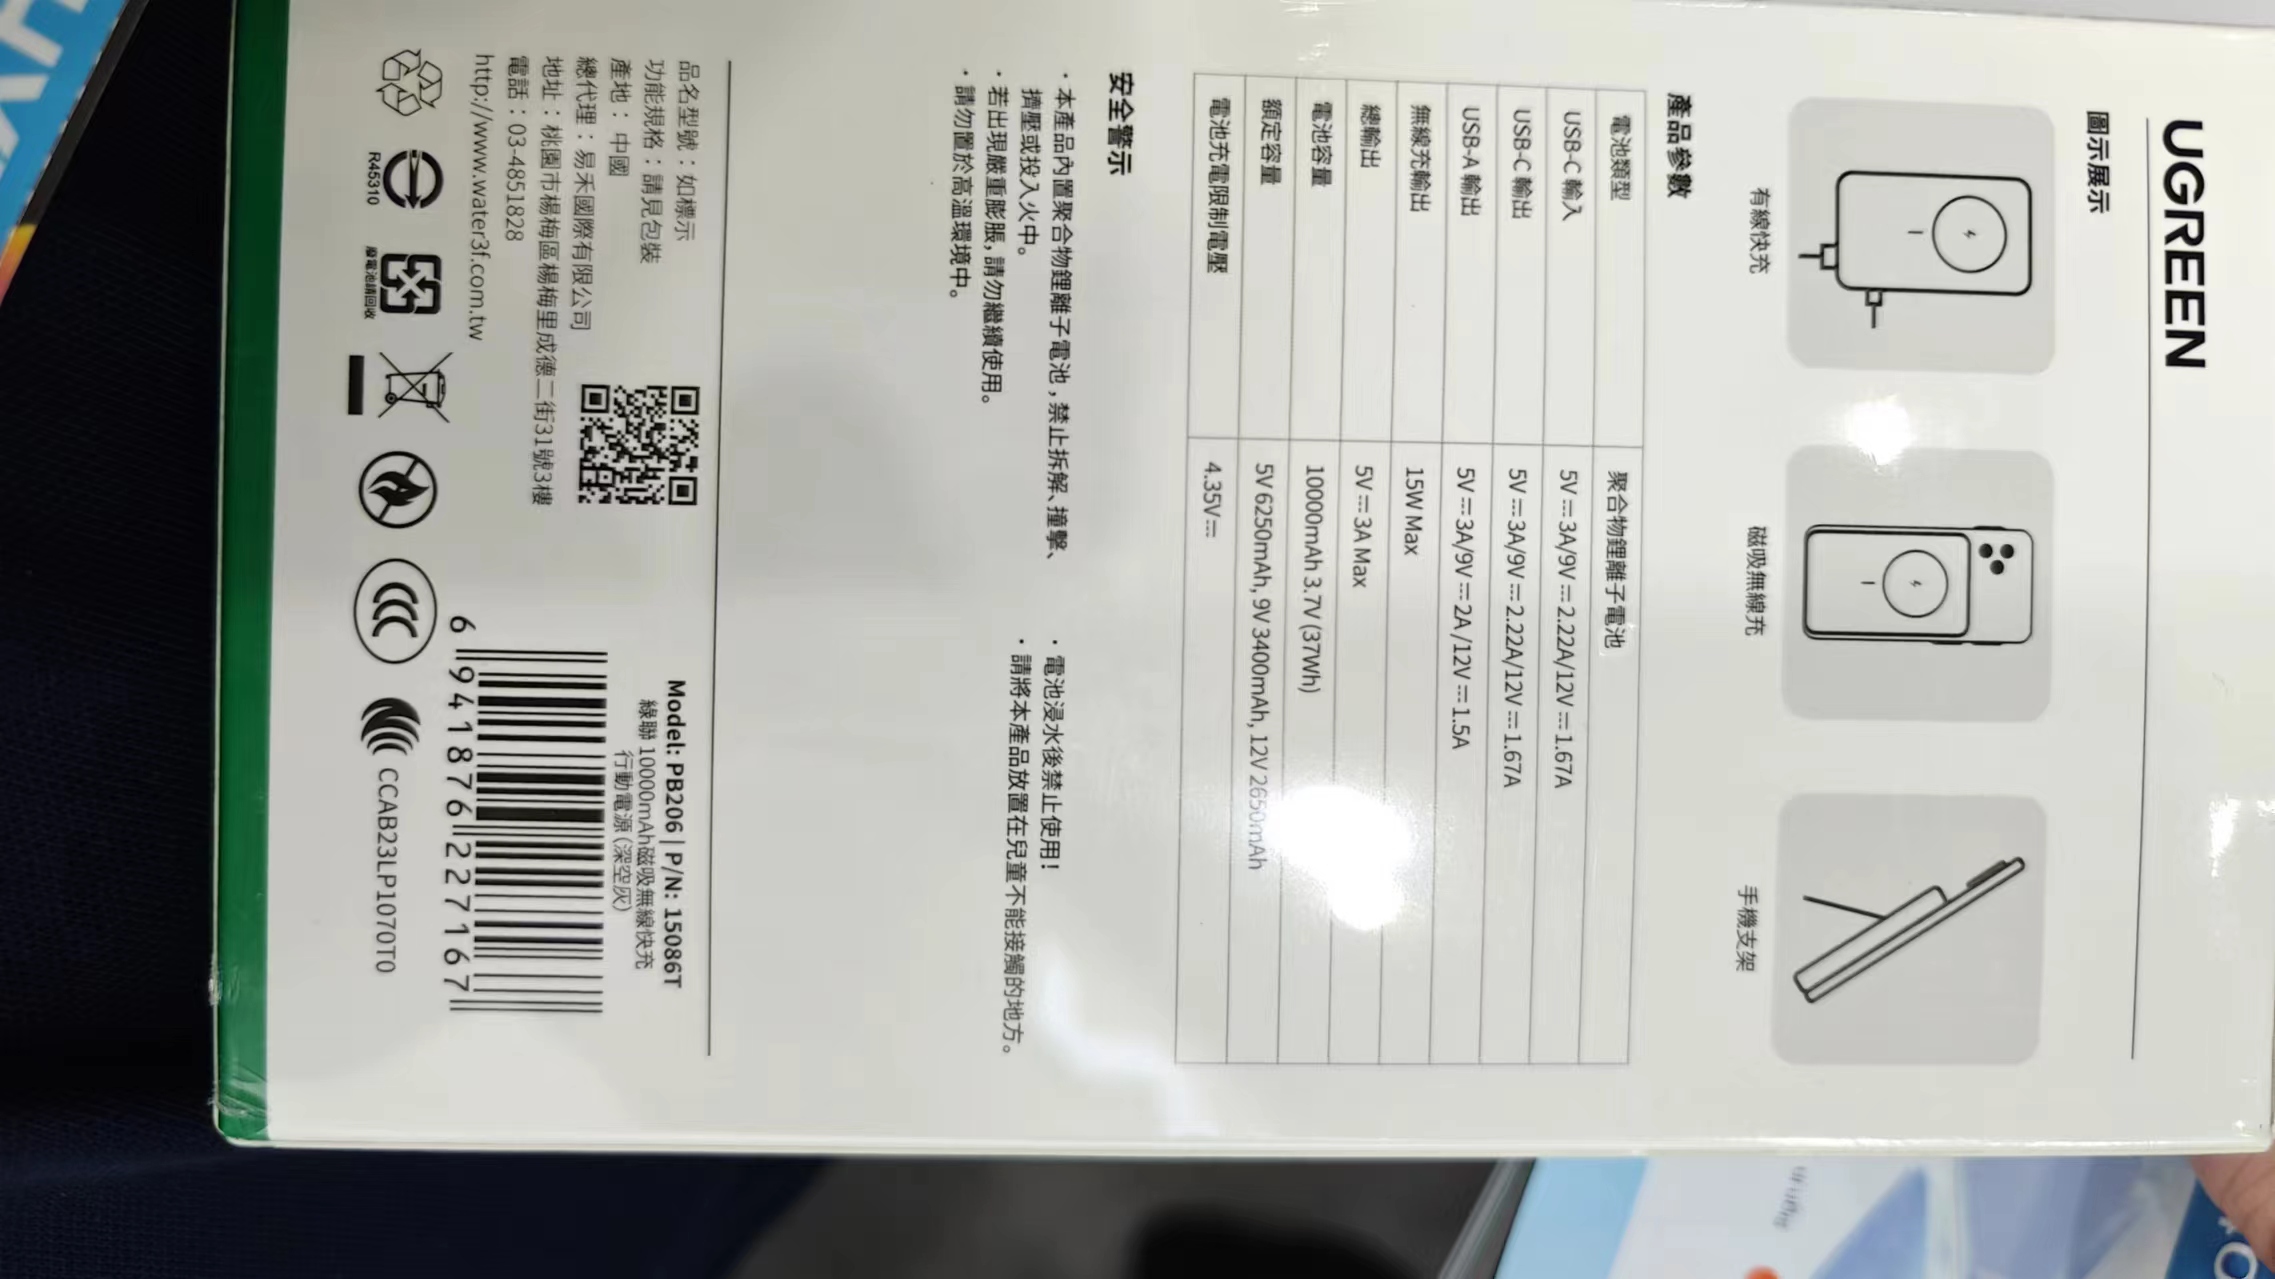 UGREEN
圖示展示
有線快充
磁吸無線充
手機支架
產品參數
電池類型 聚合物鋰離子電池
USB-C 輸入 5V⎓3A/9V⎓2.22A/12V⎓1.67A
USB-C 輸出 5V⎓3A/9V⎓2.22A/12V⎓1.67A
USB-A 輸出 5V⎓3A/9V⎓2A/12V⎓1.5A
無線充輸出 15W Max
總輸出 5V⎓3A Max
電池容量 10000mAh 3.7V (37Wh)
額定容量 5V 6250mAh, 9V 3400mAh, 12V 2650mAh
電池充電限制電壓 4.35V⎓
安全警示
・本產品內置聚合物鋰離子電池，禁止拆解、撞擊、
擠壓或投入火中。
・若出現嚴重膨脹，請勿繼續使用。
・請勿置於高溫環境中。
・電池浸水後禁止使用！
・請將本產品放置在兒童不能接觸的地方。
品名型號：如標示
功能規格：請見包裝
產地：中國
總代理：易禾國際有限公司
地址：桃園市楊梅區楊梅里成德二街31號3樓
電話：03-4851828
http://www.water3f.com.tw
Model: PB206 | P/N: 15086T
綠聯 10000mAh磁吸無線快充
行動電源（深空灰）
6 941876 227167
R45310
廢電池請回收
CCAB23LP1070T0